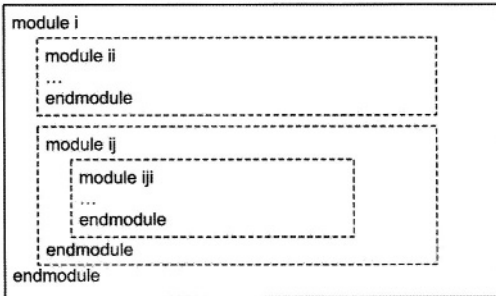 module i
module ii
...
endmodule
module ij
module iji
...
endmodule
endmodule
endmodule